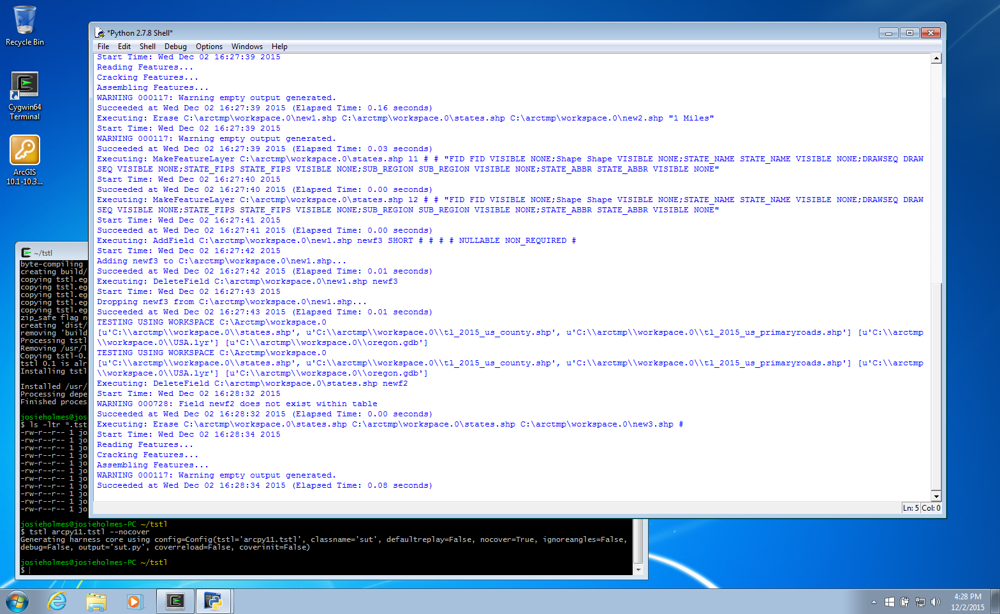 Recycle Bin
Cygwin64
Terminal
ArcGIS
10.1-10.3...
*Python 2.7.8 Shell*
File Edit Shell Debug Options Windows Help
Start Time: Wed Dec 02 16:27:39 2015
Reading Features...
Cracking Features...
Assembling Features...
WARNING 000117: Warning empty output generated.
Succeeded at Wed Dec 02 16:27:39 2015 (Elapsed Time: 0.16 seconds)
Executing: Erase C:\arctmp\workspace.0\new1.shp C:\arctmp\workspace.0\states.shp C:\arctmp\workspace.0\new2.shp "1 Miles"
Start Time: Wed Dec 02 16:27:39 2015
WARNING 000117: Warning empty output generated.
Succeeded at Wed Dec 02 16:27:39 2015 (Elapsed Time: 0.03 seconds)
Executing: MakeFeatureLayer C:\arctmp\workspace.0\states.shp l1 # # "FID FID VISIBLE NONE;Shape Shape VISIBLE NONE;STATE_NAME STATE_NAME VISIBLE NONE;DRAWSEQ DRAW
SEQ VISIBLE NONE;STATE_FIPS STATE_FIPS VISIBLE NONE;SUB_REGION SUB_REGION VISIBLE NONE;STATE_ABBR STATE_ABBR VISIBLE NONE"
Start Time: Wed Dec 02 16:27:40 2015
Succeeded at Wed Dec 02 16:27:40 2015 (Elapsed Time: 0.00 seconds)
Executing: MakeFeatureLayer C:\arctmp\workspace.0\states.shp l2 # # "FID FID VISIBLE NONE;Shape Shape VISIBLE NONE;STATE_NAME STATE_NAME VISIBLE NONE;DRAWSEQ DRAW
SEQ VISIBLE NONE;STATE_FIPS STATE_FIPS VISIBLE NONE;SUB_REGION SUB_REGION VISIBLE NONE;STATE_ABBR STATE_ABBR VISIBLE NONE"
Start Time: Wed Dec 02 16:27:41 2015
Succeeded at Wed Dec 02 16:27:41 2015 (Elapsed Time: 0.00 seconds)
Executing: AddField C:\arctmp\workspace.0\new1.shp newf3 SHORT # # # # NULLABLE NON_REQUIRED #
Start Time: Wed Dec 02 16:27:42 2015
Adding newf3 to C:\arctmp\workspace.0\new1.shp...
Succeeded at Wed Dec 02 16:27:42 2015 (Elapsed Time: 0.01 seconds)
Executing: DeleteField C:\arctmp\workspace.0\new1.shp newf3
Start Time: Wed Dec 02 16:27:43 2015
Dropping newf3 from C:\arctmp\workspace.0\new1.shp...
Succeeded at Wed Dec 02 16:27:43 2015 (Elapsed Time: 0.01 seconds)
TESTING USING WORKSPACE C:\Arctmp\workspace.0
[u'C:\\arctmp\\workspace.0\\states.shp', u'C:\\arctmp\\workspace.0\\tl_2015_us_county.shp', u'C:\\arctmp\\workspace.0\\tl_2015_us_primaryroads.shp'] [u'C:\\arctmp
\\workspace.0\\USA.lyr'] [u'C:\\arctmp\\workspace.0\\oregon.gdb']
TESTING USING WORKSPACE C:\Arctmp\workspace.0
[u'C:\\arctmp\\workspace.0\\states.shp', u'C:\\arctmp\\workspace.0\\tl_2015_us_county.shp', u'C:\\arctmp\\workspace.0\\tl_2015_us_primaryroads.shp'] [u'C:\\arctmp
\\workspace.0\\USA.lyr'] [u'C:\\arctmp\\workspace.0\\oregon.gdb']
Executing: DeleteField C:\arctmp\workspace.0\states.shp newf2
Start Time: Wed Dec 02 16:28:32 2015
WARNING 000728: Field newf2 does not exist within table
Succeeded at Wed Dec 02 16:28:32 2015 (Elapsed Time: 0.00 seconds)
Executing: Erase C:\arctmp\workspace.0\states.shp C:\arctmp\workspace.0\states.shp C:\arctmp\workspace.0\new3.shp #
Start Time: Wed Dec 02 16:28:34 2015
Reading Features...
Cracking Features...
Assembling Features...
WARNING 000117: Warning empty output generated.
Succeeded at Wed Dec 02 16:28:34 2015 (Elapsed Time: 0.08 seconds)
Ln: 5 Col: 0
~/tstl
byte-compiling
creating build/
copying tstl.eg
copying tstl.eg
copying tstl.eg
copying tstl.eg
zip_safe flag n
creating 'dist/
removing 'build
Processing tstl
Removing /usr/l
Copying tstl-0.
tstl 0.1 is alr
Installing tstl
Installed /usr/
Processing depe
Finished proces
josieholmes@jos
$ ls -ltr *.tst
-rw-r--r-- 1 jo
-rw-r--r-- 1 jo
-rw-r--r-- 1 jo
-rw-r--r-- 1 jo
-rw-r--r-- 1 jo
-rw-r--r-- 1 jo
-rw-r--r-- 1 jo
-rw-r--r-- 1 jo
-rw-r--r-- 1 jo
-rw-r--r-- 1 jo
-rw-r--r-- 1 jo
josieholmes@josieholmes-PC ~/tstl
$ tstl arcpy11.tstl --nocover
Generating harness core using config=Config(tstl='arcpy11.tstl', classname='sut', defaultreplay=False, nocover=True, ignoreangles=False,
debug=False, output='sut.py', coverreload=False, coverinit=False)
josieholmes@josieholmes-PC ~/tstl
$
4:28 PM
12/2/2015